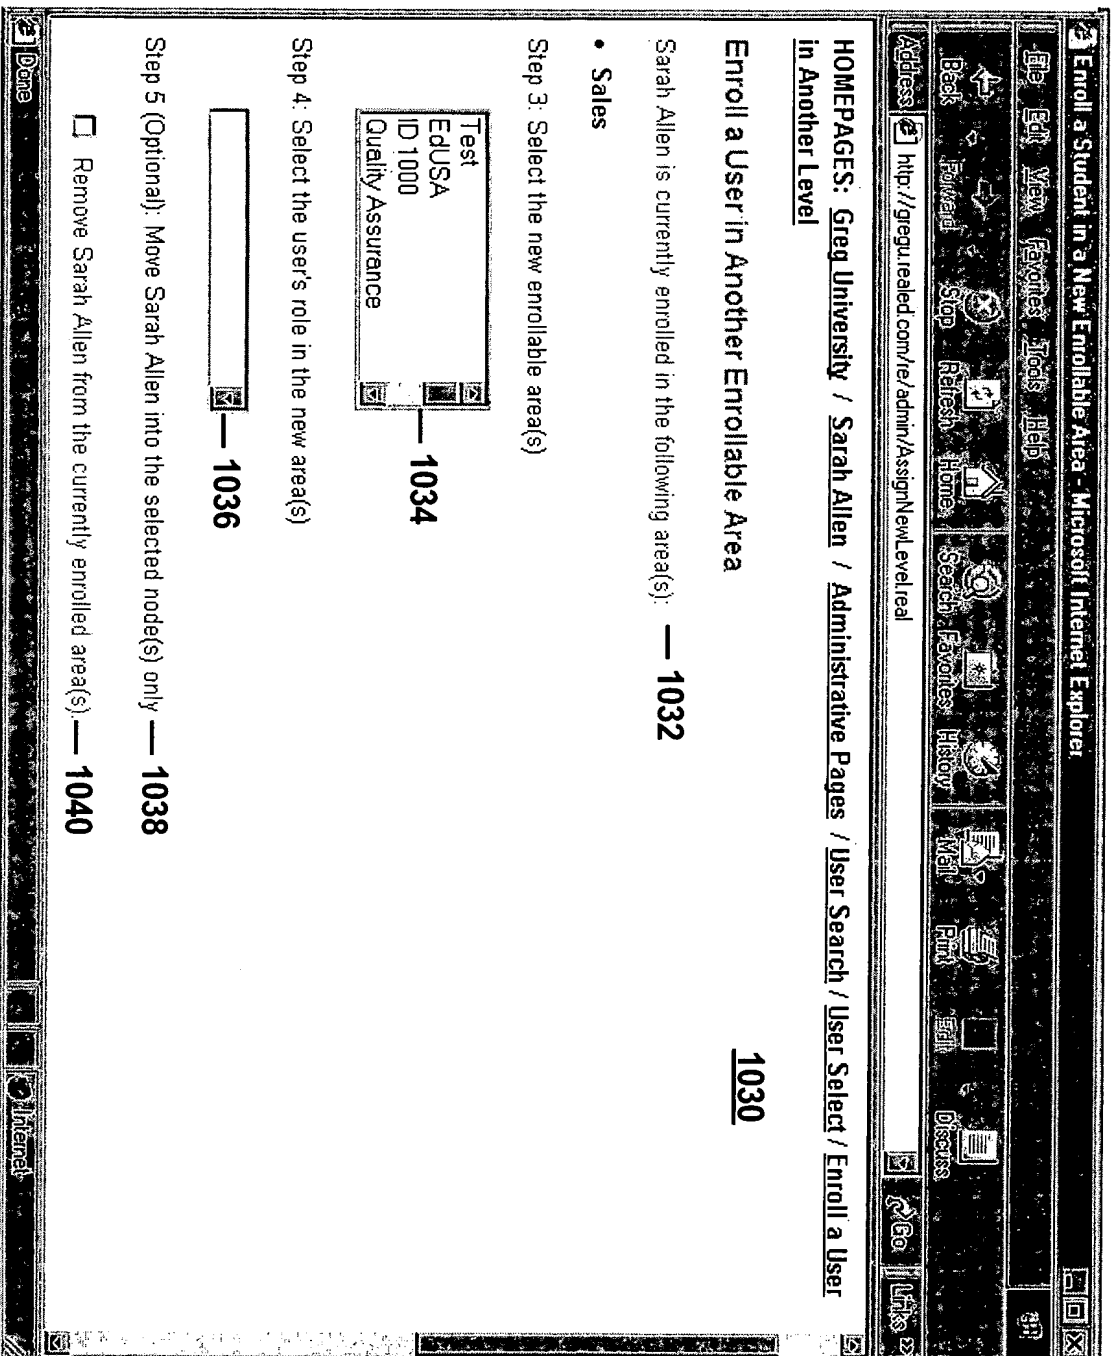 Enroll a Student in a New Enrollable Area - Microsoft Internet Explorer
File Edit View Favorites Tools Help
Back Forward Stop Refresh Home Search Favorites History Mail Print Edit Discuss
Address http://gregu.realed.com/re/admin/AssignNewLevel.real Go Links »
HOMEPAGES: Greg University / Sarah Allen / Administrative Pages / User Search / User Select / Enroll a User
in Another Level
1030
Enroll a User in Another Enrollable Area
Sarah Allen is currently enrolled in the following area(s): 1032
• Sales
Step 3: Select the new enrollable area(s)
Test
EdUSA
ID 1000
Quality Assurance
1034
Step 4: Select the user's role in the new area(s)
1036
Step 5 (Optional): Move Sarah Allen into the selected node(s) only 1038
Remove Sarah Allen from the currently enrolled area(s). 1040
Done Internet